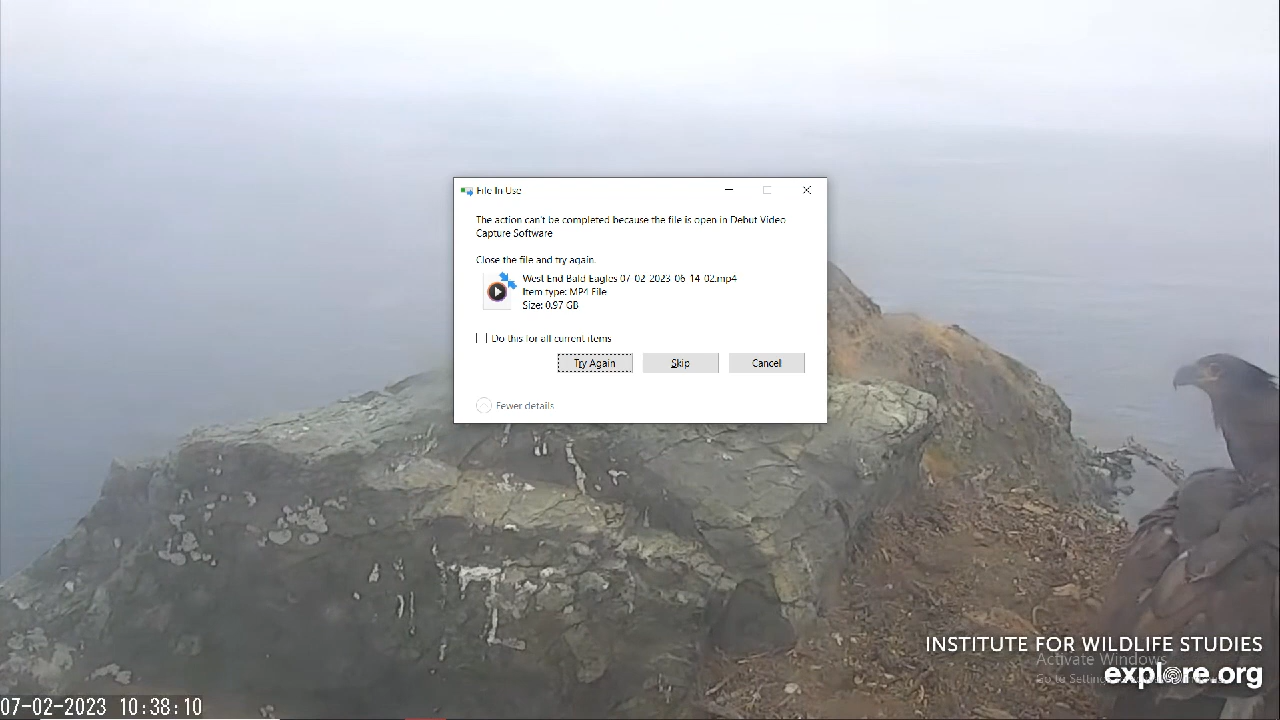 File In Use
The action can't be completed because the file is open in Debut Video
Capture Software
Close the file and try again.
West End Bald Eagles 07-02-2023-06-14-02.mp4
Item type: MP4 File
Size: 0.97 GB
Do this for all current items
Try Again
Skip
Cancel
Fewer details
INSTITUTE FOR WILDLIFE STUDIES
Activate Windows
Go to Settings
explore.org
07-02-2023 10:38:10